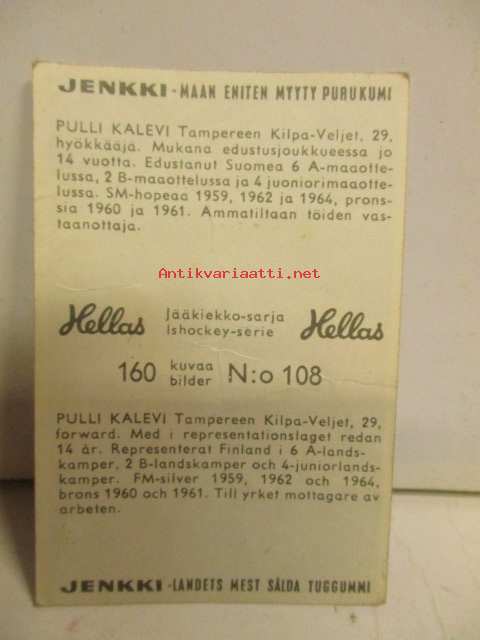 JENKKI - MAAN ENITEN MYYTY PURUKUMI
PULLI KALEVI Tampereen Kilpa-Veljet, 29,
hyökkääjä. Mukana edustusjoukkueessa jo
14 vuotta. Edustanut Suomea 6 A-maaotte-
lussa, 2 B-maaottelussa ja 4 juoniorimaaotte-
lussa. SM-hopeaa 1959, 1962 ja 1964, prons-
sia 1960 ja 1961. Ammatiltaan töiden vas-
taanottaja.
Antikvariaatti.net
Hellas Jääkiekko-sarja Hellas
Ishockey-serie
160 kuvaa N:o 108
bilder
PULLI KALEVI Tampereen Kilpa-Veljet, 29,
forward. Med i representationslaget redan
14 år. Representerat Finland i 6 A-lands-
kamper, 2 B-landskamper och 4-juniorlands-
kamper. FM-silver 1959, 1962 och 1964,
brons 1960 och 1961. Till yrket mottagare av
arbeten.
JENKKI - LANDETS MEST SÅLDA TUGGUMMI